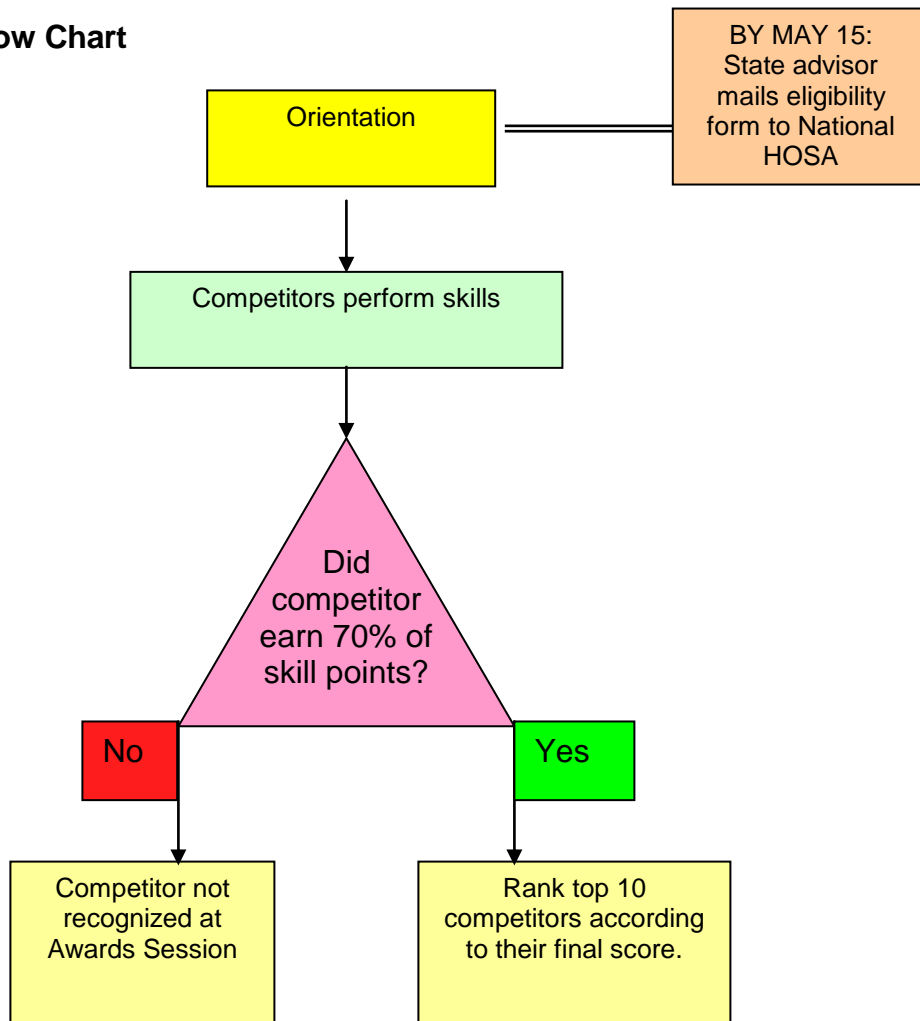 ow Chart
BY MAY 15:
State advisor
mails eligibility
form to National
HOSA
Orientation
Competitors perform skills
Did
competitor
earn 70% of
skill points?
No
Yes
Competitor not
recognized at
Awards Session
Rank top 10
competitors according
to their final score.